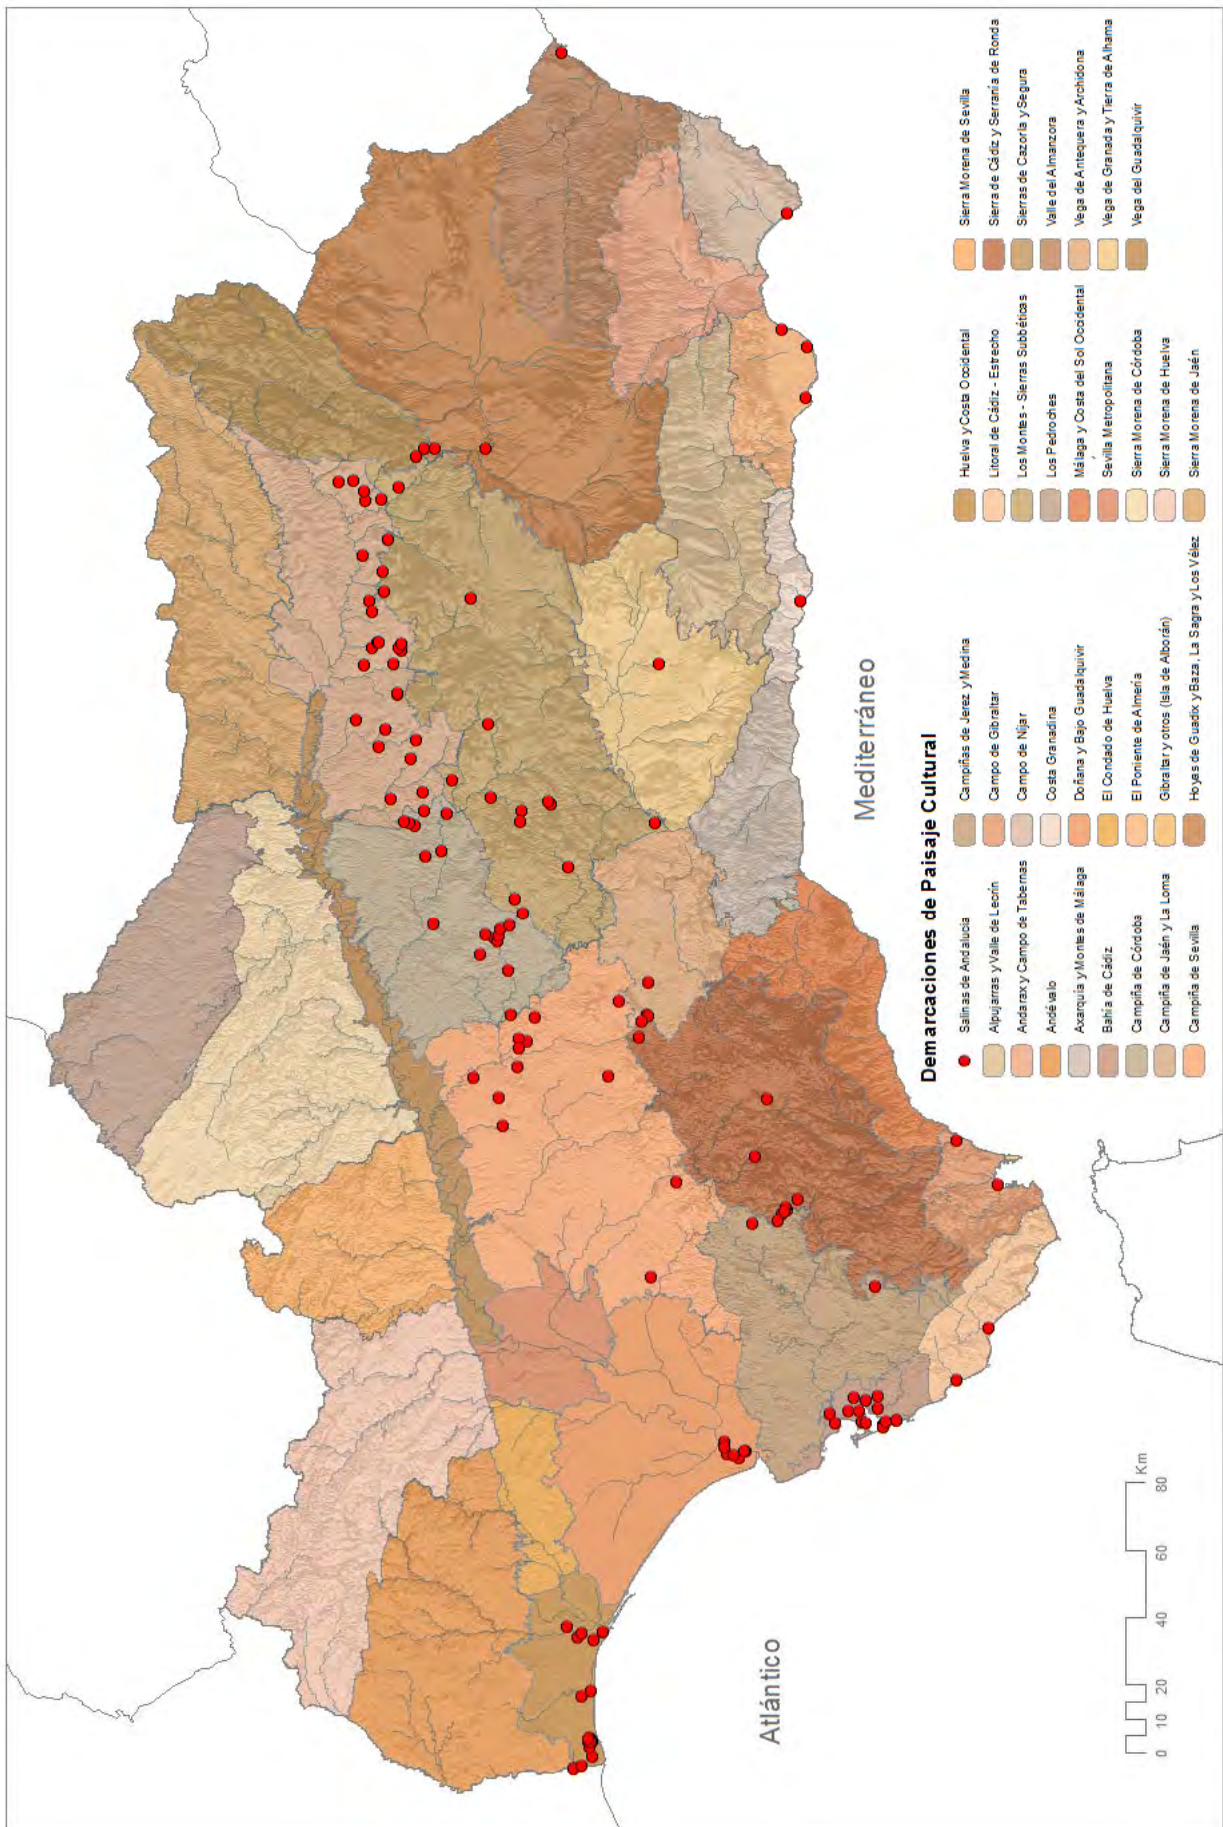 Atlántico
Mediterráneo
0 10 20 40 60 80
Km
Demarcaciones de Paisaje Cultural
Salinas de Andalucia
Alpujarras y Valle de Lecrín
Andarax y Campo de Tabernas
Andévalo
Axarquía y Montes de Málaga
Bahía de Cádiz
Campiña de Córdoba
Campiña de Jaén y La Loma
Campiña de Sevilla
Campiñas de Jerez y Medina
Campo de Gibraltar
Campo de Níjar
Costa Granadina
Doñana y Bajo Guadalquivir
El Condado de Huelva
El Poniente de Almería
Gibraltar y otros (Isla de Alborán)
Hoyas de Guadix y Baza, La Sagra y Los Vélez
Huelva y Costa Occidental
Litoral de Cádiz - Estrecho
Los Montes - Sierras Subbéticas
Los Pedroches
Málaga y Costa del Sol Occidental
Sevilla Metropolitana
Sierra Morena de Córdoba
Sierra Morena de Huelva
Sierra Morena de Jaén
Sierra Morena de Sevilla
Sierra de Cádiz y Serranía de Ronda
Sierras de Cazorla y Segura
Valle del Almanzora
Vega de Antequera y Archidona
Vega de Granada y Tierra de Alhama
Vega del Guadalquivir